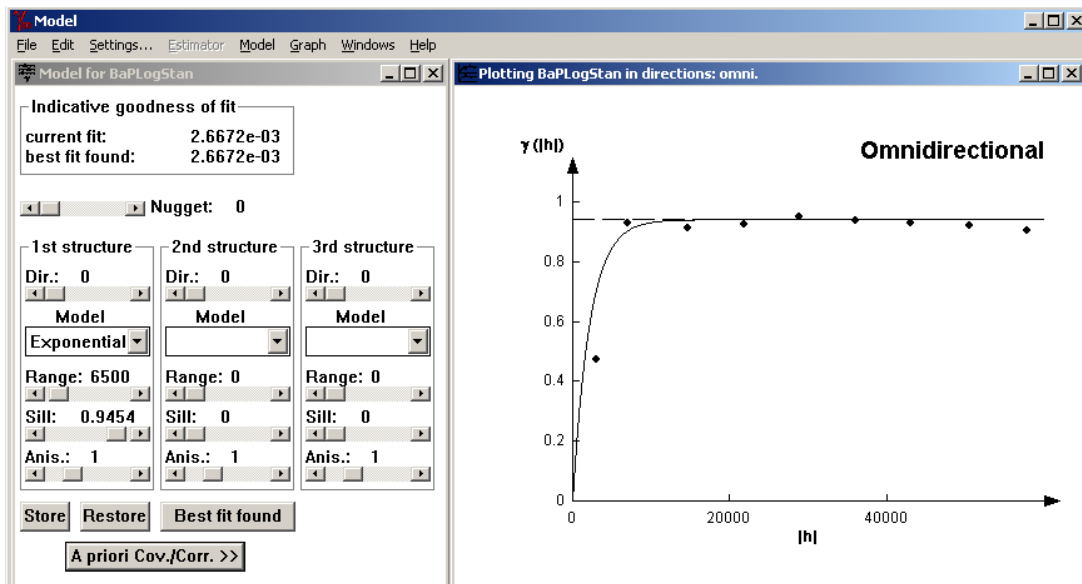 Model
File Edit Settings... Estimator Model Graph Windows Help
Model for BaPLogStan
Indicative goodness of fit
current fit: 2.6672e-03
best fit found: 2.6672e-03
Nugget: 0
1st structure 2nd structure 3rd structure
Dir.: 0 Dir.: 0 Dir.: 0
Model Model Model
Exponential
Range: 6500 Range: 0 Range: 0
Sill: 0.9454 Sill: 0 Sill: 0
Anis.: 1 Anis.: 1 Anis.: 1
Store Restore Best fit found
A priori Cov./Corr. >>
Plotting BaPLogStan in directions: omni.
γ (|h|)
Omnidirectional
1
0.8
0.6
0.4
0.2
0
0 20000 40000
|h|